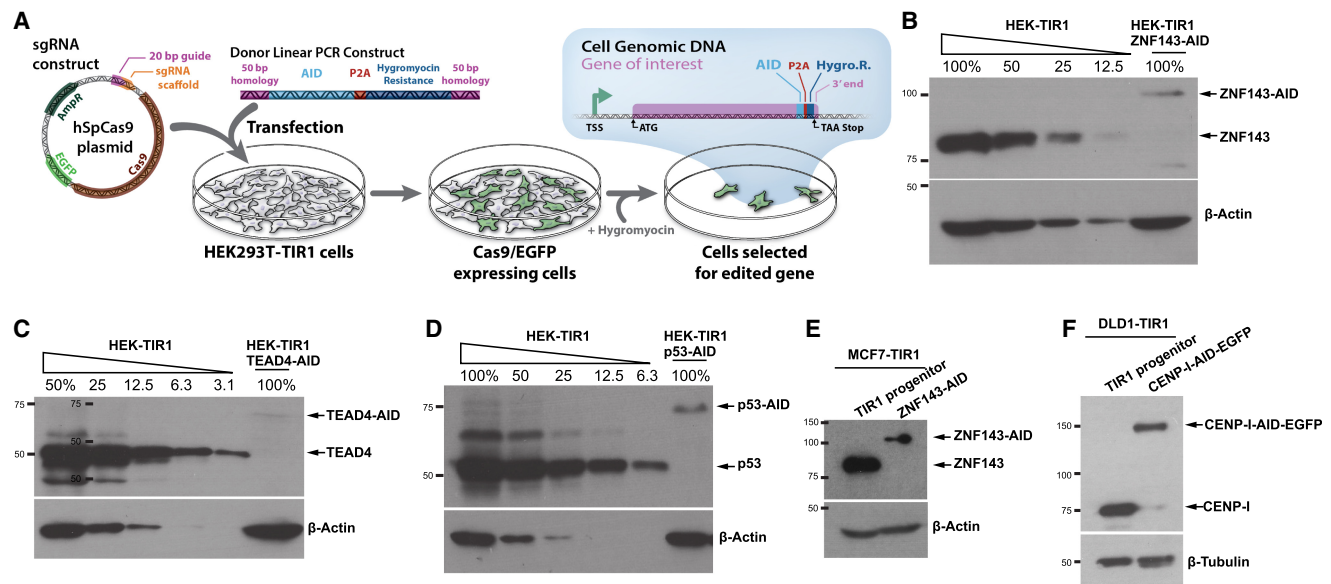 A
sgRNA
construct
20 bp guide
sgRNA
scaffold
AmpR
hSpCas9
plasmid
EGFP
Cas9
Donor Linear PCR Construct
50 bp
homology
AID
P2A
Hygromyocin
Resistance
50 bp
homology
Transfection
HEK293T-TIR1 cells
Cas9/EGFP
expressing cells
+ Hygromyocin
Cells selected
for edited gene
Cell Genomic DNA
Gene of interest
AID
P2A
Hygro.R.
3' end
TSS
ATG
TAA Stop
B
HEK-TIR1
HEK-TIR1
ZNF143-AID
100% 50 25 12.5 100%
100
75
50
ZNF143-AID
ZNF143
β-Actin
C
HEK-TIR1
HEK-TIR1
TEAD4-AID
50% 25 12.5 6.3 3.1 100%
75
75
50
50
50
TEAD4-AID
TEAD4
β-Actin
D
HEK-TIR1
HEK-TIR1
p53-AID
100% 50 25 12.5 6.3 100%
75
50
p53-AID
p53
β-Actin
E
MCF7-TIR1
TIR1 progenitor
ZNF143-AID
150
100
75
50
ZNF143-AID
ZNF143
β-Actin
F
DLD1-TIR1
TIR1 progenitor
CENP-I-AID-EGFP
150
100
75
50
CENP-I-AID-EGFP
CENP-I
β-Tubulin